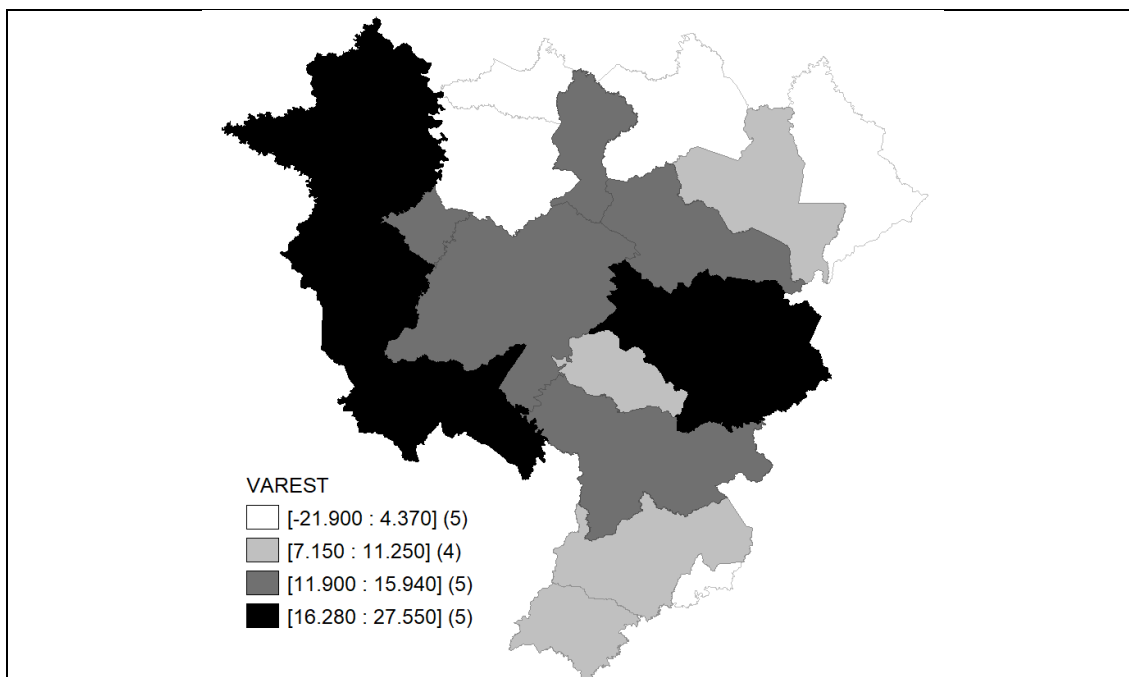 VAREST
[-21.900 : 4.370] (5)
[7.150 : 11.250] (4)
[11.900 : 15.940] (5)
[16.280 : 27.550] (5)